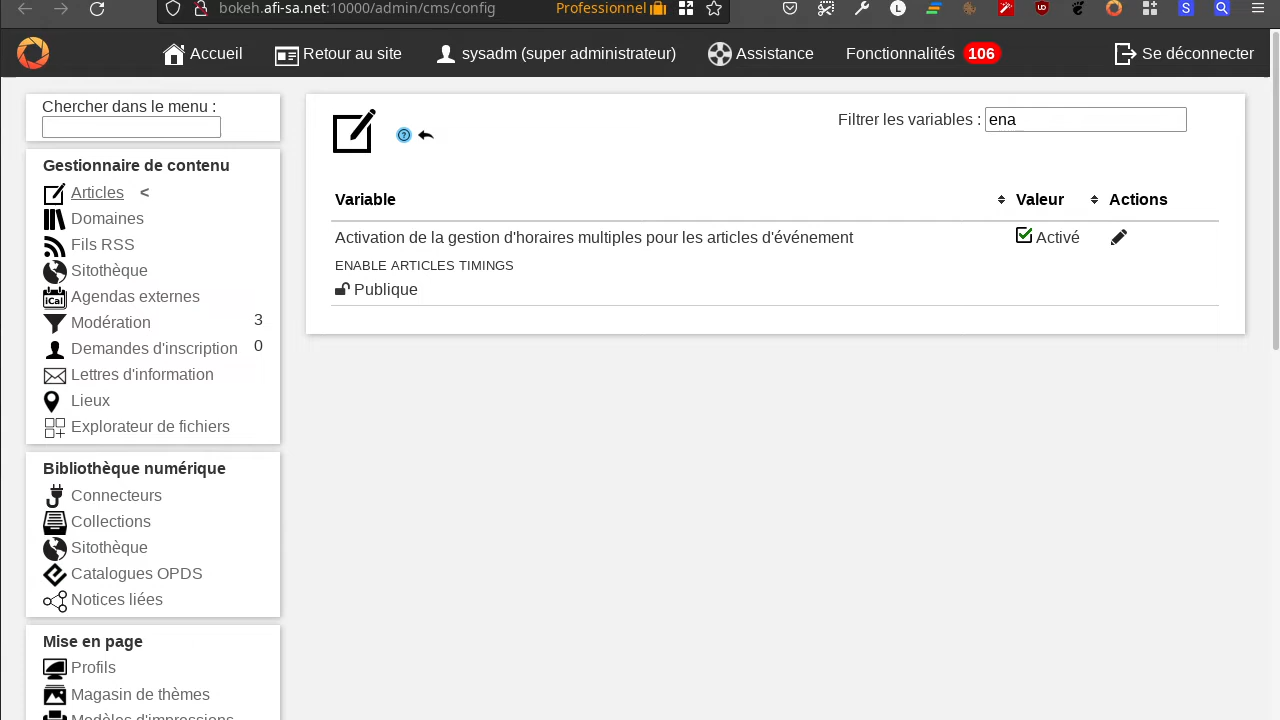 bokeh.afi-sa.net:10000/admin/cms/config Professionnel
Accueil Retour au site sysadm (super administrateur) Assistance Fonctionnalités 106 Se déconnecter
Chercher dans le menu :
Gestionnaire de contenu
Articles <
Domaines
Fils RSS
Sitothèque
iCal Agendas externes
Modération 3
Demandes d'inscription 0
Lettres d'information
Lieux
Explorateur de fichiers
Bibliothèque numérique
Connecteurs
Collections
Sitothèque
Catalogues OPDS
Notices liées
Mise en page
Profils
Magasin de thèmes
Modèles d'impressions
Filtrer les variables : ena
Variable Valeur Actions
Activation de la gestion d'horaires multiples pour les articles d'événement Activé
ENABLE ARTICLES TIMINGS
Publique